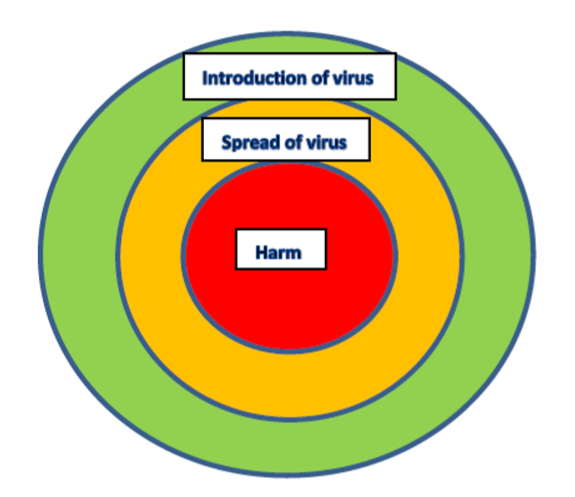 Introduction of virus
Spread of virus
Harm